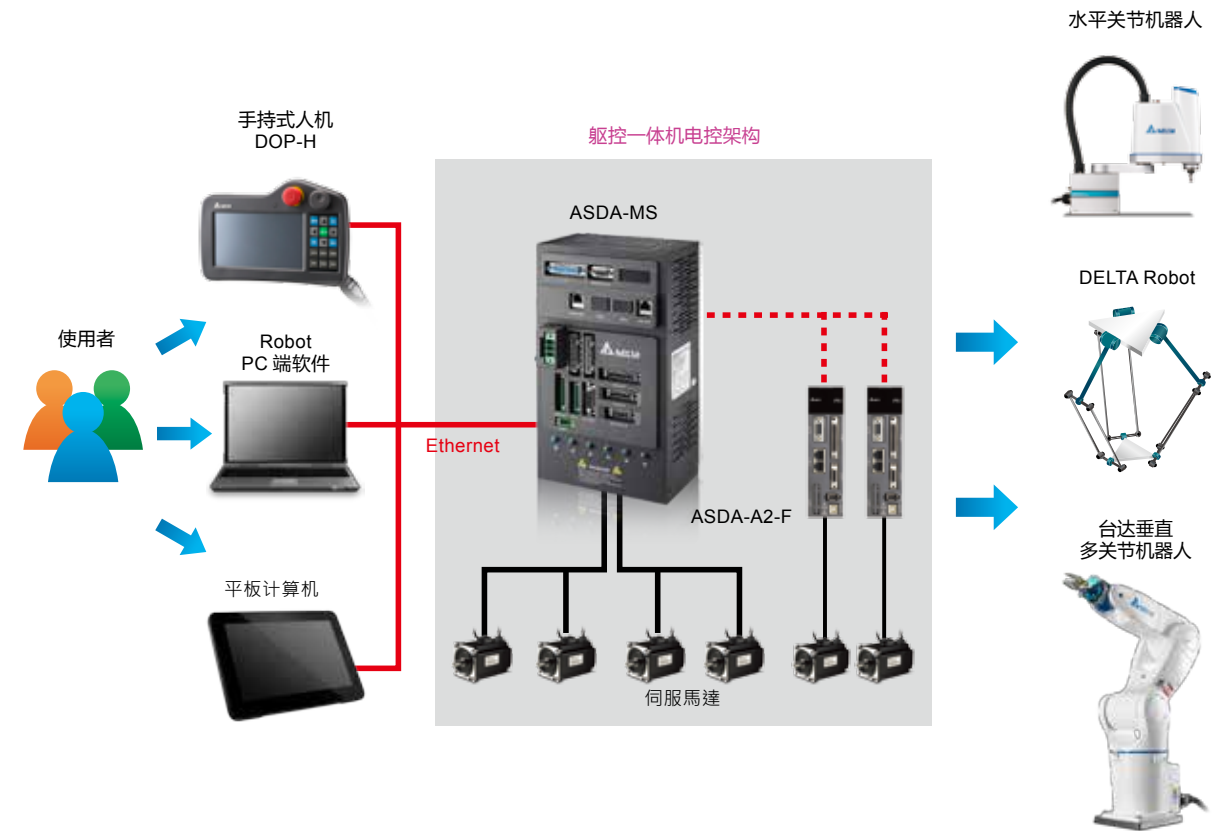 水平关节机器人
手持式人机
DOP-H
躯控一体机电控架构
ASDA-MS
DELTA Robot
使用者
Robot
PC 端软件
Ethernet
ASDA-A2-F
台达垂直
多关节机器人
平板计算机
伺服馬達